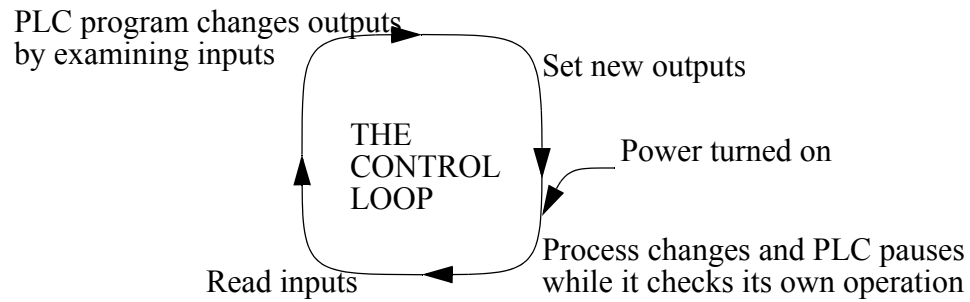 PLC program changes outputs
by examining inputs
Set new outputs
THE
CONTROL
LOOP
Power turned on
Process changes and PLC pauses
while it checks its own operation
Read inputs